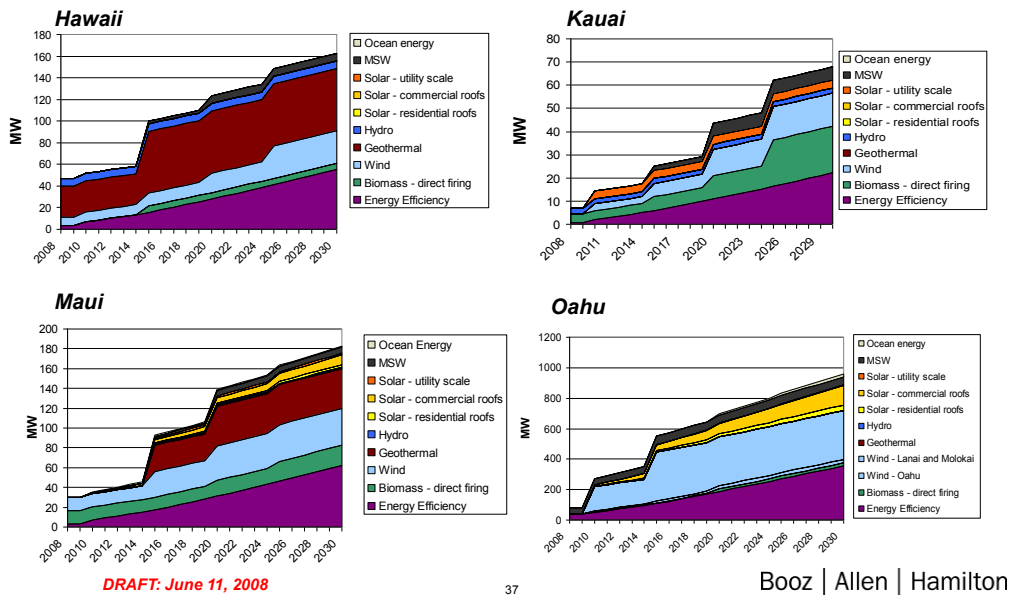 Hawaii
MW
180
160
140
120
100
80
60
40
20
0
2008
2010
2012
2014
2016
2018
2020
2022
2024
2026
2028
2030
Ocean energy
MSW
Solar - utility scale
Solar - commercial roofs
Solar - residential roofs
Hydro
Geothermal
Wind
Biomass - direct firing
Energy Efficiency
Kauai
MW
80
70
60
50
40
30
20
10
0
2008
2011
2014
2016
2020
2023
2026
2029
Ocean energy
MSW
Solar - utility scale
Solar - commercial roofs
Solar - residential roofs
Hydro
Geothermal
Wind
Biomass - direct firing
Energy Efficiency
Maui
MW
200
180
160
140
120
100
80
60
40
20
0
2008
2010
2012
2014
2016
2018
2020
2022
2024
2026
2028
2030
Ocean Energy
MSW
Solar - utility scale
Solar - commercial roofs
Solar - residential roofs
Hydro
Geothermal
Wind
Biomass - direct firing
Energy Efficiency
Oahu
MW
1200
1000
800
600
400
200
0
2008
2010
2012
2014
2016
2018
2020
2022
2024
2026
2028
2030
Ocean energy
MSW
Solar - utility scale
Solar - commercial roofs
Solar - residential roofs
Hydro
Geothermal
Wind - Lanai and Molokai
Wind - Oahu
Biomass - direct firing
Energy Efficiency
DRAFT: June 11, 2008
37
Booz | Allen | Hamilton